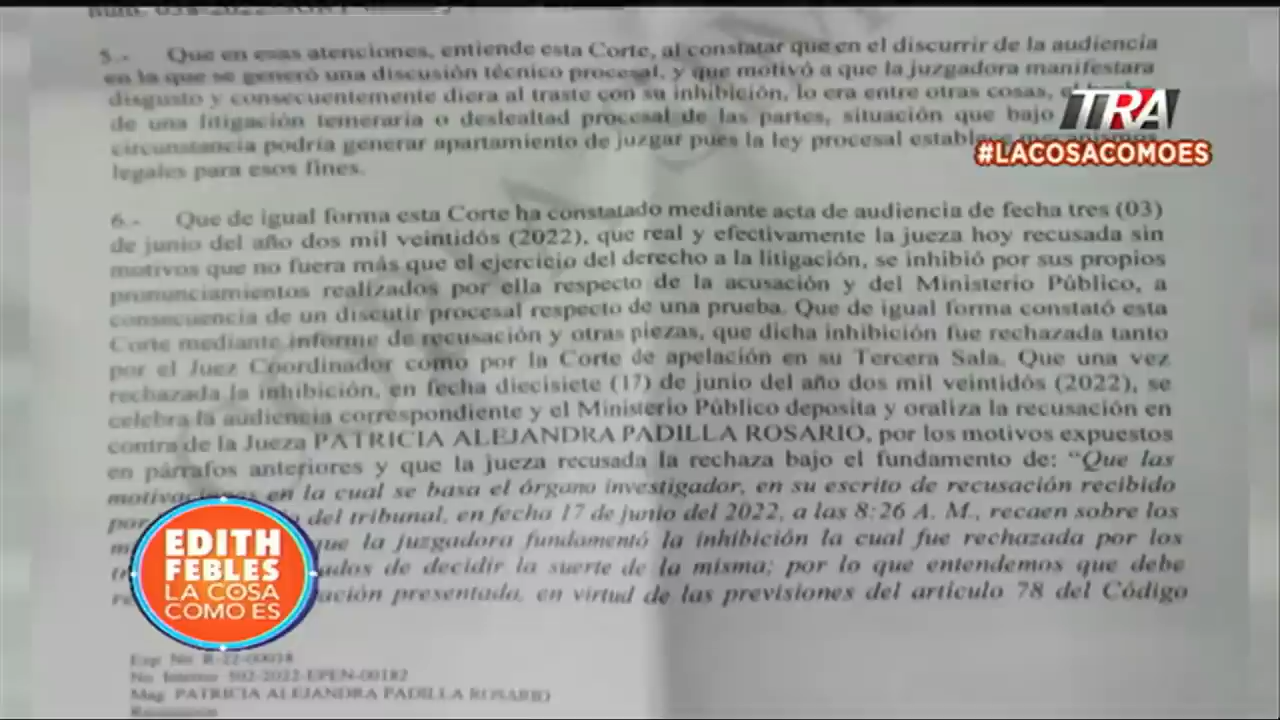 5.- Que en esas atenciones, entiende esta Corte, al constatar que en el discurrir de la audiencia
en la que se generó una discusión técnico procesal, y que motivó a que la juzgadora manifestara
disgusto y consecuentemente diera al traste con su inhibición, lo era entre otras cosas,
de una litigación temeraria o deslealtad procesal de las partes, situación que bajo
circunstancia podría generar apartamiento de juzgar pues la ley procesal establece mecanismos
legales para esos fines.
6.- Que de igual forma esta Corte ha constatado mediante acta de audiencia de fecha tres (03)
de junio del año dos mil veintidós (2022), que real y efectivamente la jueza hoy recusada sin
motivos que no fuera más que el ejercicio del derecho a la litigación, se inhibió por sus propios
pronunciamientos realizados por ella respecto de la acusación y del Ministerio Público, a
consecuencia de un discutir procesal respecto de una prueba. Que de igual forma constató esta
Corte mediante informe de recusación y otras piezas, que dicha inhibición fue rechazada tanto
por el Juez Coordinador como por la Corte de apelación en su Tercera Sala. Que una vez
rechazada la inhibición, en fecha diecisiete (17) de junio del año dos mil veintidós (2022), se
celebra la audiencia correspondiente y el Ministerio Público deposita y oraliza la recusación en
contra de la Jueza PATRICIA ALEJANDRA PADILLA ROSARIO, por los motivos expuestos
en párrafos anteriores y que la jueza recusada la rechaza bajo el fundamento de: "Que las
en la cual se basa el órgano investigador, en su escrito de recusación recibido
del tribunal, en fecha 17 de junio del 2022, a las 8:26 A. M., recaen sobre los
que la juzgadora fundamentó la inhibición la cual fue rechazada por los
de decidir la suerte de la misma; por lo que entendemos que debe
presentada, en virtud de las previsiones del artículo 78 del Código
Exp. No. R-22-00038
No. Interno 502-2022-EPEN-00182
Mag. PATRICIA ALEJANDRA PADILLA ROSARIO
TRA
#LACOSACOMOES
EDITH
FEBLES
LA COSA
COMO ES